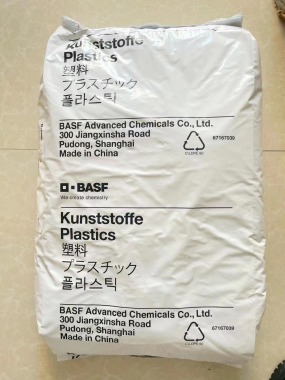 Kunststoffe
Plastics
塑料
プラスチック
플라스틱
BASF Advanced Chemicals Co., Ltd.
300 Jiangxinsha Road
Pudong, Shanghai
Made in China
67167039
BASF
We create chemistry
Kunststoffe
Plastics
塑料
プラスチック
플라스틱
BASF Advanced Chemicals Co., Ltd.
300 Jiangxinsha Road
Pudong, Shanghai
Made in China
67167039